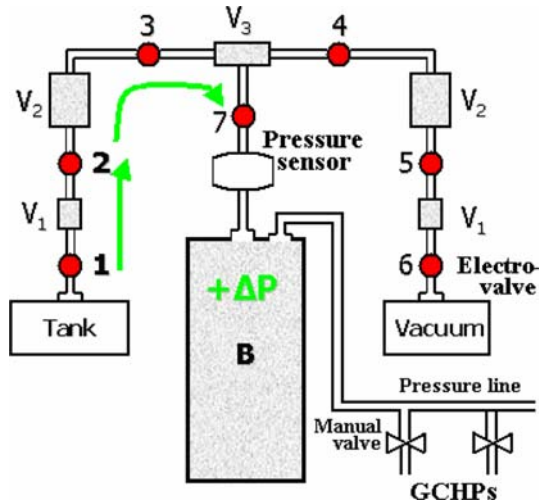 3
V3
4
V2
V2
7
Pressure
sensor
2
5
V1
V1
1
6
Electro-
valve
+ΔP
Tank
B
Vacuum
Pressure line
Manual
valve
GCHPs